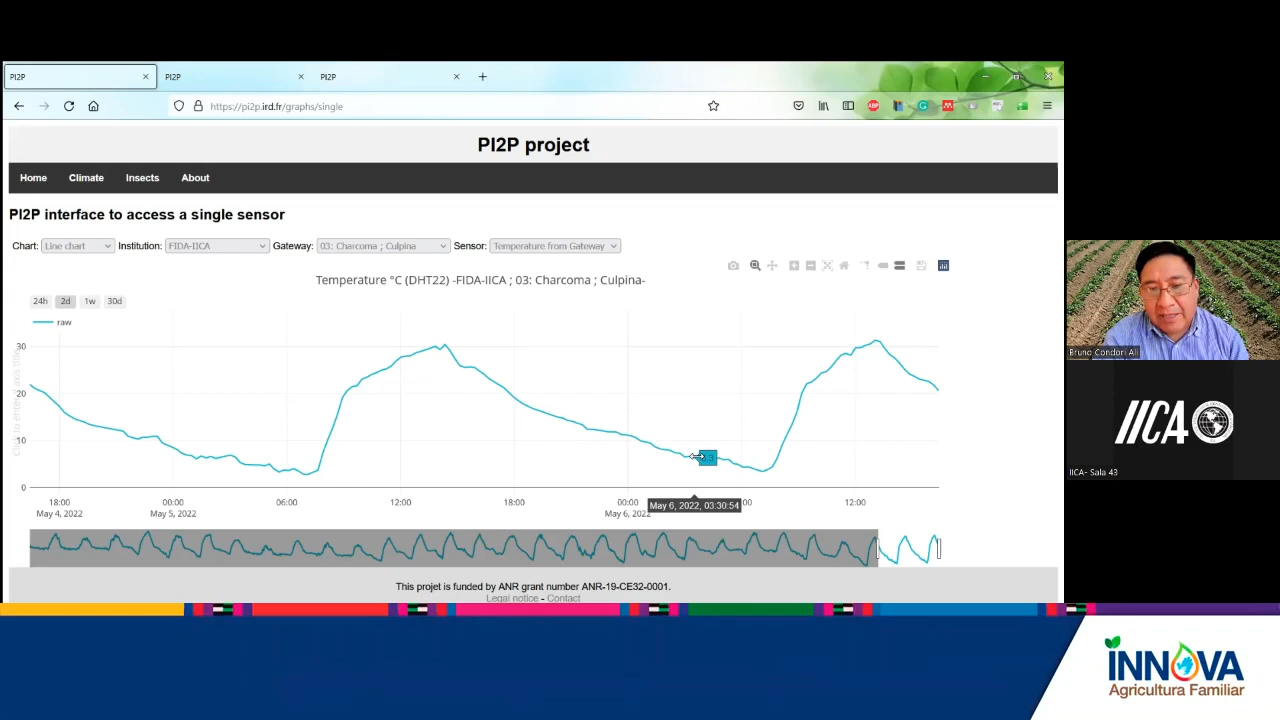 PI2P
PI2P
PI2P
https://pi2p.ird.fr/graphs/single
PI2P project
Home
Climate
Insects
About
PI2P interface to access a single sensor
Chart: Line chart Institution: FIDA-IICA Gateway: 03: Charcoma ; Culpina Sensor: Temperature from Gateway
Temperature °C (DHT22) -FIDA-IICA ; 03: Charcoma ; Culpina-
24h 2d 1w 30d
raw
30
20
10
0
18:00
May 4, 2022
00:00
May 5, 2022
06:00
12:00
18:00
00:00
May 6, 2022
May 6, 2022, 03:30:54
:00
12:00
This projet is funded by ANR grant number ANR-19-CE32-0001.
Legal notice - Contact
Bruno Condori Ali
IICA
IICA- Sala 43
INNOVA
Agricultura Familiar